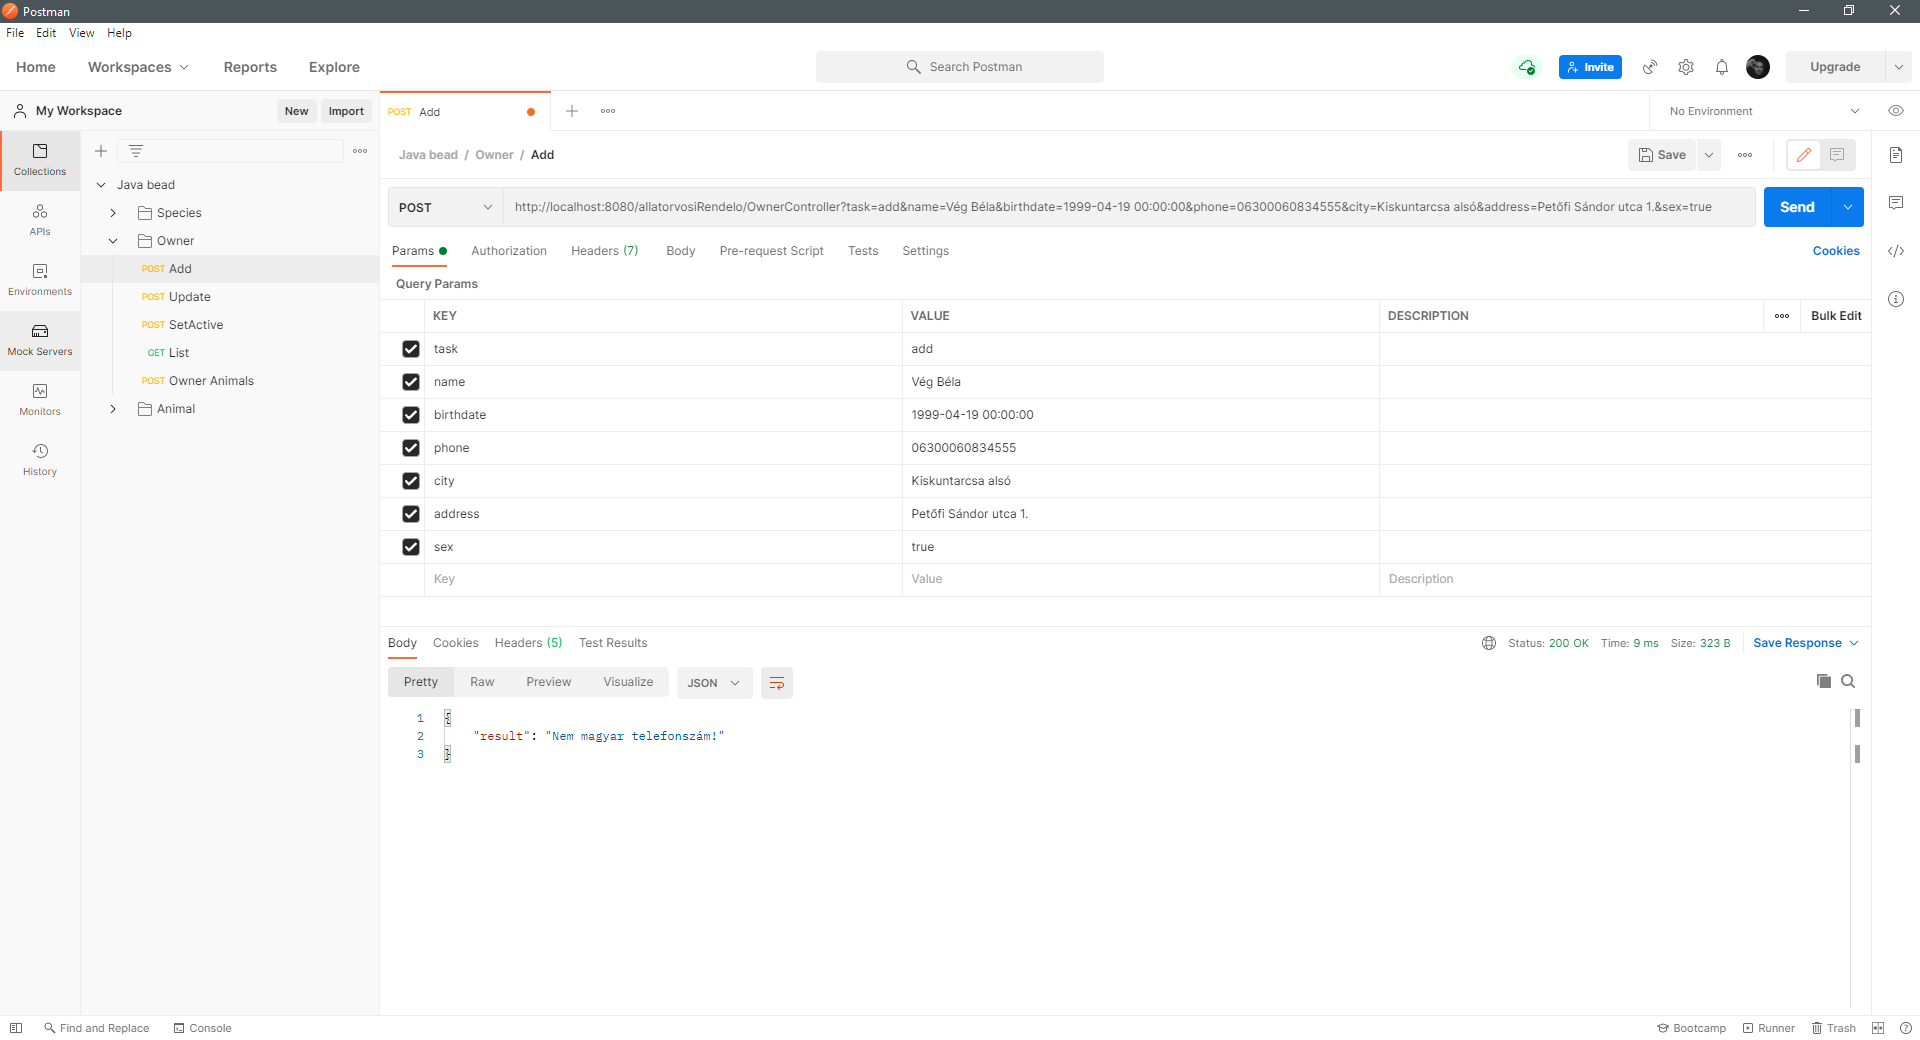 Postman
File Edit View Help
Home Workspaces Reports Explore
Search Postman
Invite
Upgrade
My Workspace
New Import
POST Add
No Environment
Collections
APIs
Environments
Mock Servers
Monitors
History
Java bead
Species
Owner
POST Add
POST Update
POST SetActive
GET List
POST Owner Animals
Animal
Java bead / Owner / Add
Save
POST http://localhost:8080/allatorvosiRendelo/OwnerController?task=add&name=Vég Béla&birthdate=1999-04-19 00:00:00&phone=06300060834555&city=Kiskuntarcsa alsó&address=Petőfi Sándor utca 1.&sex=true
Send
Params Authorization Headers (7) Body Pre-request Script Tests Settings
Cookies
Query Params
KEY VALUE DESCRIPTION Bulk Edit
task add
name Vég Béla
birthdate 1999-04-19 00:00:00
phone 06300060834555
city Kiskuntarcsa alsó
address Petőfi Sándor utca 1.
sex true
Key Value Description
Body Cookies Headers (5) Test Results
Status: 200 OK Time: 9 ms Size: 323 B Save Response
Pretty Raw Preview Visualize JSON
1 {
2 "result": "Nem magyar telefonszám!"
3 }
Find and Replace Console
Bootcamp Runner Trash